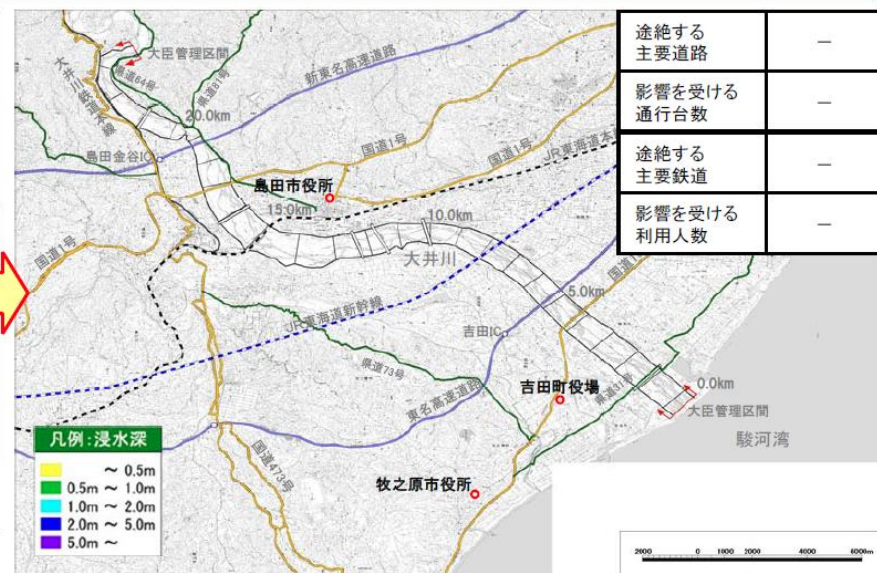 途絶する
主要道路
－
影響を受ける
通行台数
－
途絶する
主要鉄道
－
影響を受ける
利用人数
－
大臣管理区間
新東名高速道路
大井川鐵道本線
県道64号
県道81号
20.0km
島田金谷IC
国道1号
国道1号
JR東海道本線
島田市役所
15.0km
10.0km
国道1号
大井川
国道1
5.0km
JR東海道新幹線
吉田IC
県道73号
東名高速道路
吉田町役場
県道31号
0.0km
大臣管理区間
駿河湾
国道473号
牧之原市役所
凡例:浸水深
～ 0.5m
0.5m ～ 1.0m
1.0m ～ 2.0m
2.0m ～ 5.0m
5.0m ～
2000 0 1000 2000 4000 6000m